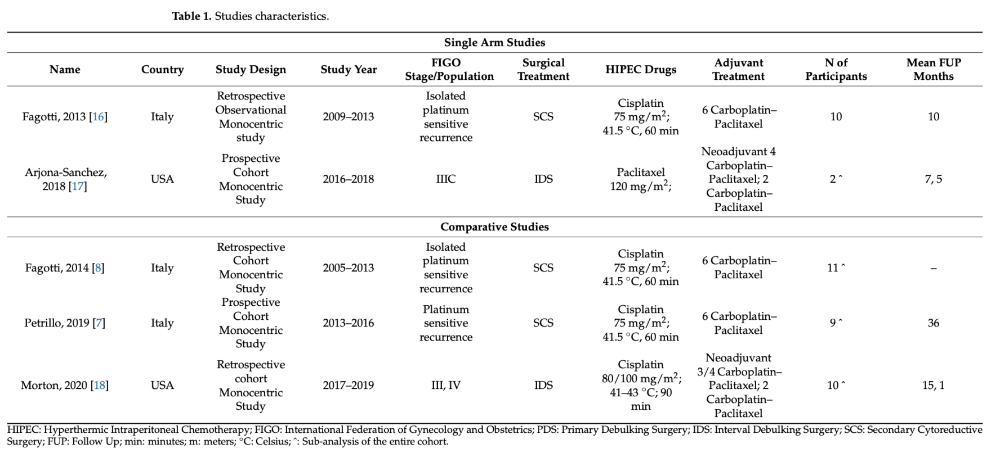 Table 1. Studies characteristics.
Single Arm Studies
Name Country Study Design Study Year FIGO Stage/Population Surgical Treatment HIPEC Drugs Adjuvant Treatment N of Participants Mean FUP Months
Fagotti, 2013 [16] Italy Retrospective Observational Monocentric study 2009–2013 Isolated platinum sensitive recurrence SCS Cisplatin 75 mg/m²; 41.5 °C, 60 min 6 Carboplatin–Paclitaxel 10 10
Arjona-Sanchez, 2018 [17] USA Prospective Cohort Monocentric Study 2016–2018 IIIC IDS Paclitaxel 120 mg/m²; Neoadjuvant 4 Carboplatin–Paclitaxel; 2 Carboplatin–Paclitaxel 2 ^ 7, 5
Comparative Studies
Fagotti, 2014 [8] Italy Retrospective Cohort Monocentric Study 2005–2013 Isolated platinum sensitive recurrence SCS Cisplatin 75 mg/m²; 41.5 °C, 60 min 6 Carboplatin–Paclitaxel 11 ^ –
Petrillo, 2019 [7] Italy Prospective Cohort Monocentric Study 2013–2016 Platinum sensitive recurrence SCS Cisplatin 75 mg/m²; 41.5 °C, 60 min 6 Carboplatin–Paclitaxel 9 ^ 36
Morton, 2020 [18] USA Retrospective cohort Monocentric Study 2017–2019 III, IV IDS Cisplatin 80/100 mg/m²; 41–43 °C; 90 min Neoadjuvant 3/4 Carboplatin–Paclitaxel; 2 Carboplatin–Paclitaxel 10 ^ 15, 1
HIPEC: Hyperthermic Intraperitoneal Chemotherapy; FIGO: International Federation of Gynecology and Obstetrics; PDS: Primary Debulking Surgery; IDS: Interval Debulking Surgery; SCS: Secondary Cytoreductive
Surgery; FUP: Follow Up; min: minutes; m: meters; °C: Celsius; ^: Sub-analysis of the entire cohort.